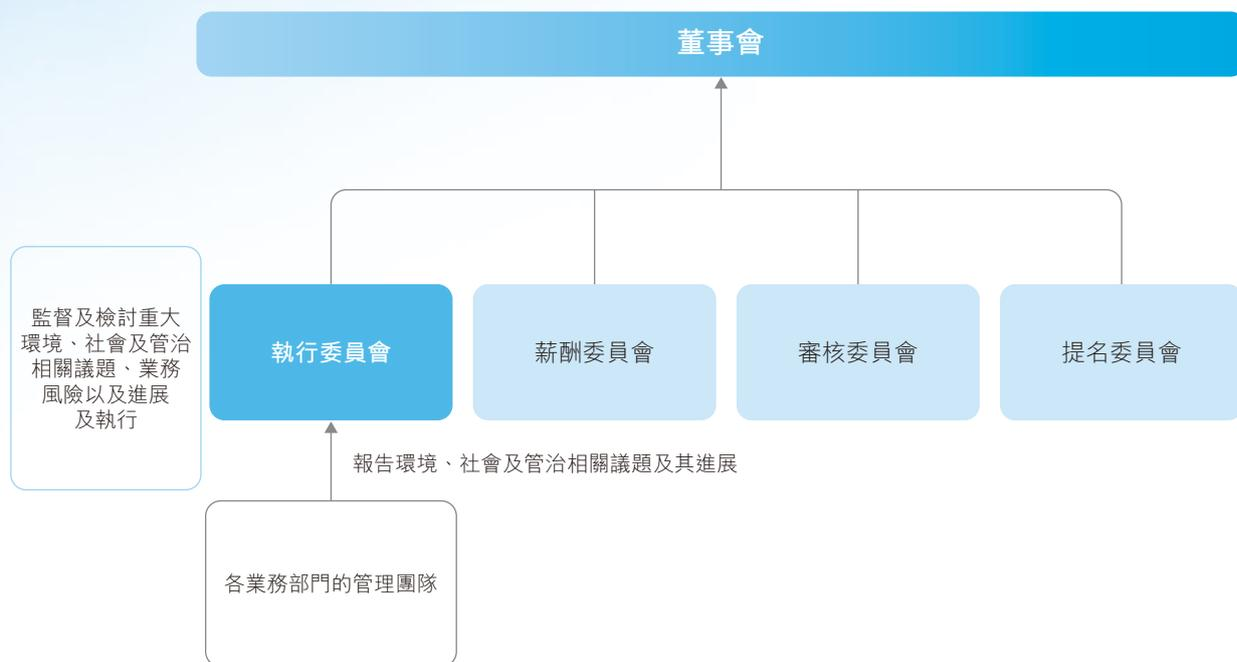 董事會
監督及檢討重大
環境、社會及管治
相關議題、業務
風險以及進展
及執行
執行委員會
薪酬委員會
審核委員會
提名委員會
報告環境、社會及管治相關議題及其進展
各業務部門的管理團隊